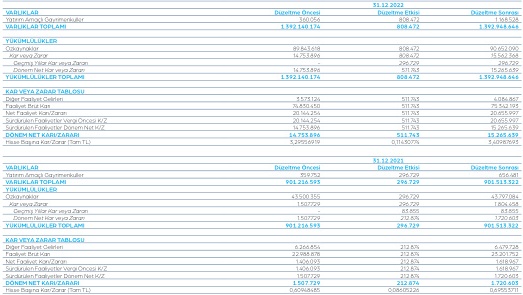 31.12.2022
VARLIKLAR Düzeltme Öncesi Düzeltme Etkisi Düzeltme Sonrası
Yatırım Amaçlı Gayrimenkuller 360.056 808.472 1.168.528
VARLIKLAR TOPLAMI 1.392.140.174 808.472 1.392.948.646
YÜKÜMLÜLÜKLER
Özkaynaklar 89.843.618 808.472 90.652.090
Kar veya Zarar 14.753.896 808.472 15.562.368
Geçmiş Yıllar Kar veya Zararı 296.729 296.729
Dönem Net Kar veya Zararı 14.753.896 511.743 15.265.639
YÜKÜMLÜLÜKLER TOPLAMI 1.392.140.174 808.472 1.392.948.646
KAR VEYA ZARAR TABLOSU
Diğer Faaliyet Gelirleri 3.573.124 511.743 4.084.867
Faaliyet Brüt Karı 74.830.450 511.743 75.342.193
Net Faaliyet Karı/Zararı 20.144.254 511.743 20.655.997
Sürdürülen Faaliyetler Vergi Öncesi K/Z 20.144.254 511.743 20.655.997
Sürdürülen Faaliyetler Dönem Net K/Z 14.753.896 511.743 15.265.639
DÖNEM NET KARI/ZARARI 14.753.896 511.743 15.265.639
Hisse Başına Kar/Zarar (Tam TL) 3,29556919 0,11430774 3,40987693
31.12.2021
VARLIKLAR Düzeltme Öncesi Düzeltme Etkisi Düzeltme Sonrası
Yatırım Amaçlı Gayrimenkuller 359.752 296.729 656.481
VARLIKLAR TOPLAMI 901.216.593 296.729 901.513.322
YÜKÜMLÜLÜKLER
Özkaynaklar 43.500.355 296.729 43.797.084
Kar veya Zarar 1.507.729 296.729 1.804.458
Geçmiş Yıllar Kar veya Zararı 83.855 83.855
Dönem Net Kar veya Zararı 1.507.729 212.874 1.720.603
YÜKÜMLÜLÜKLER TOPLAMI 901.216.593 296.729 901.513.322
KAR VEYA ZARAR TABLOSU
Diğer Faaliyet Gelirleri 6.266.854 212.874 6.479.728
Faaliyet Brüt Karı 22.988.878 212.874 23.201.752
Net Faaliyet Karı/Zararı 1.406.093 212.874 1.618.967
Sürdürülen Faaliyetler Vergi Öncesi K/Z 1.406.093 212.874 1.618.967
Sürdürülen Faaliyetler Dönem Net K/Z 1.507.729 212.874 1.720.603
DÖNEM NET KARI/ZARARI 1.507.729 212.874 1.720.603
Hisse Başına Kar/Zarar (Tam TL) 0,60948485 0,08605226 0,69553711